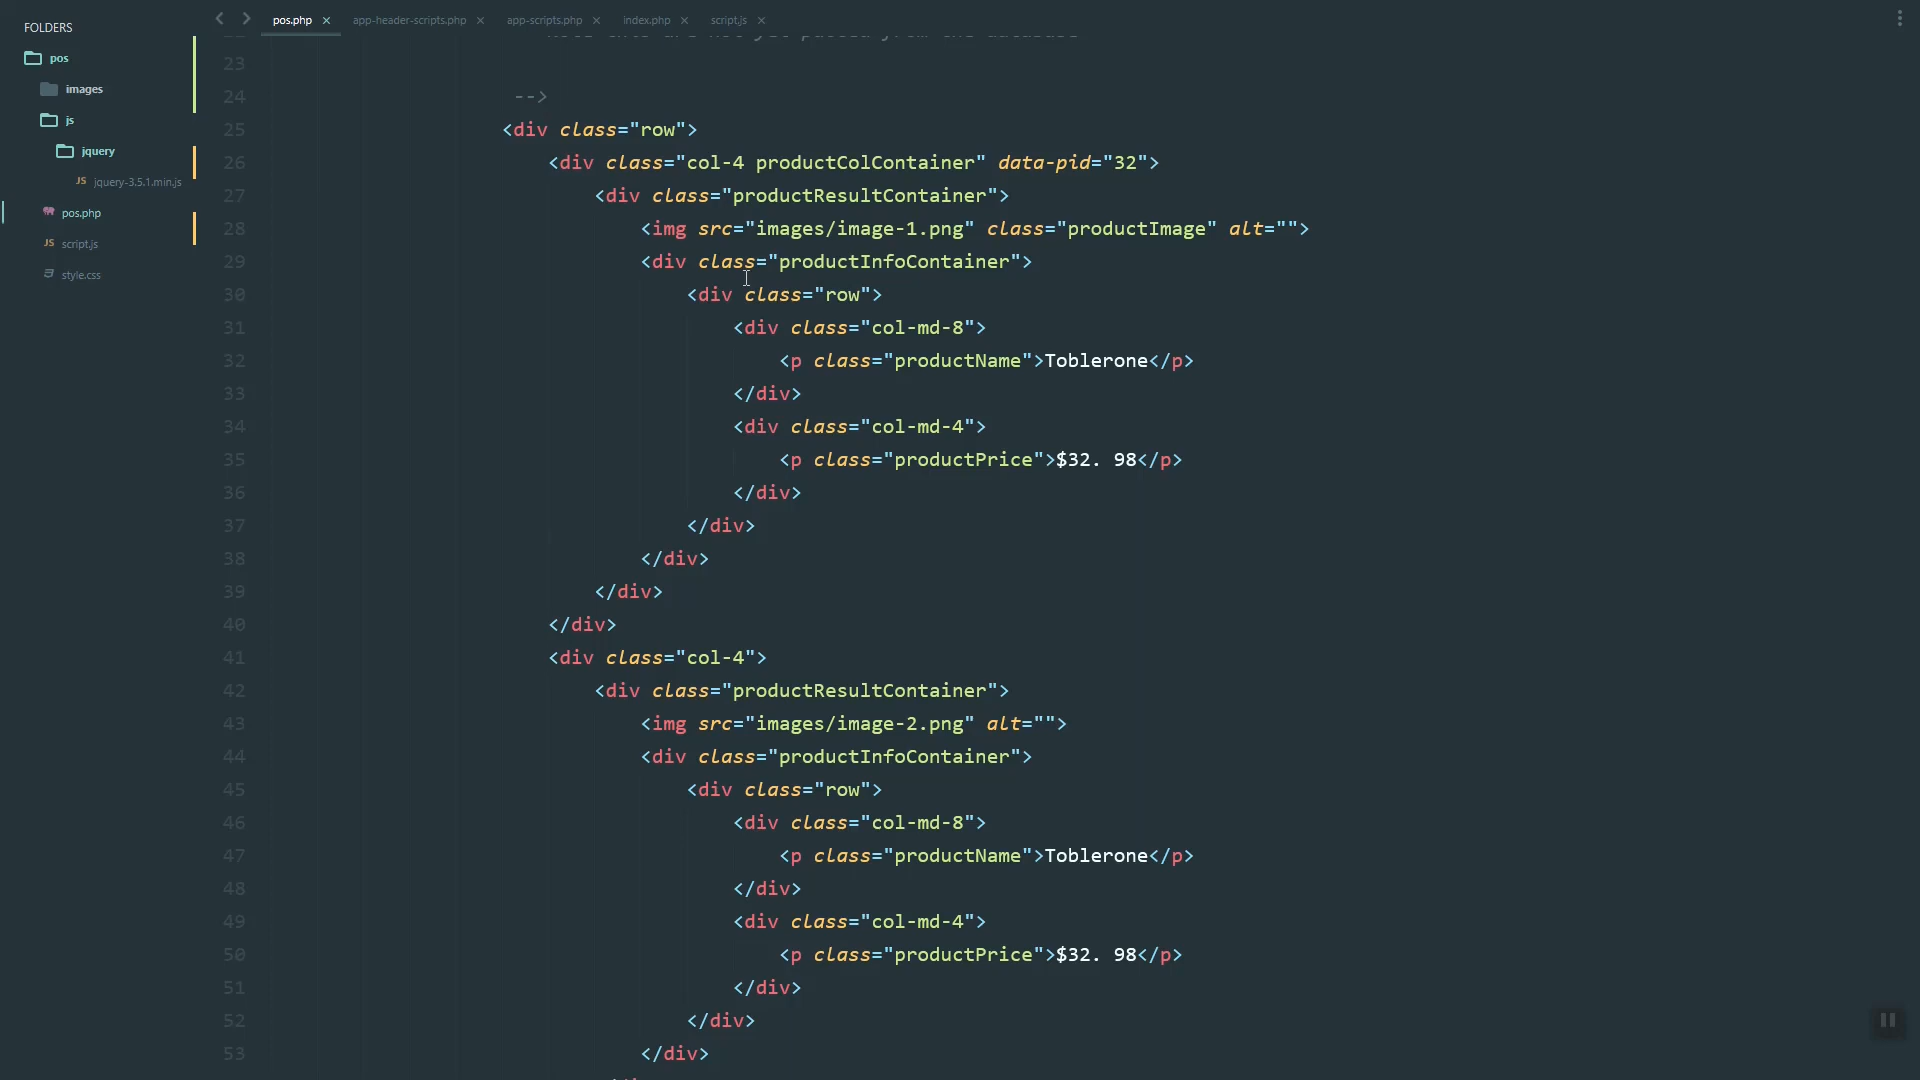 FOLDERS
pos
images
js
jquery
JS jquery-3.5.1.min.js
pos.php
JS script.js
style.css
pos.php × app-header-scripts.php × app-scripts.php × index.php × script.js ×
23
24 -->
25 <div class="row">
26 <div class="col-4 productColContainer" data-pid="32">
27 <div class="productResultContainer">
28 <img src="images/image-1.png" class="productImage" alt="">
29 <div class="productInfoContainer">
30 <div class="row">
31 <div class="col-md-8">
32 <p class="productName">Toblerone</p>
33 </div>
34 <div class="col-md-4">
35 <p class="productPrice">$32. 98</p>
36 </div>
37 </div>
38 </div>
39 </div>
40 </div>
41 <div class="col-4">
42 <div class="productResultContainer">
43 <img src="images/image-2.png" alt="">
44 <div class="productInfoContainer">
45 <div class="row">
46 <div class="col-md-8">
47 <p class="productName">Toblerone</p>
48 </div>
49 <div class="col-md-4">
50 <p class="productPrice">$32. 98</p>
51 </div>
52 </div>
53 </div>